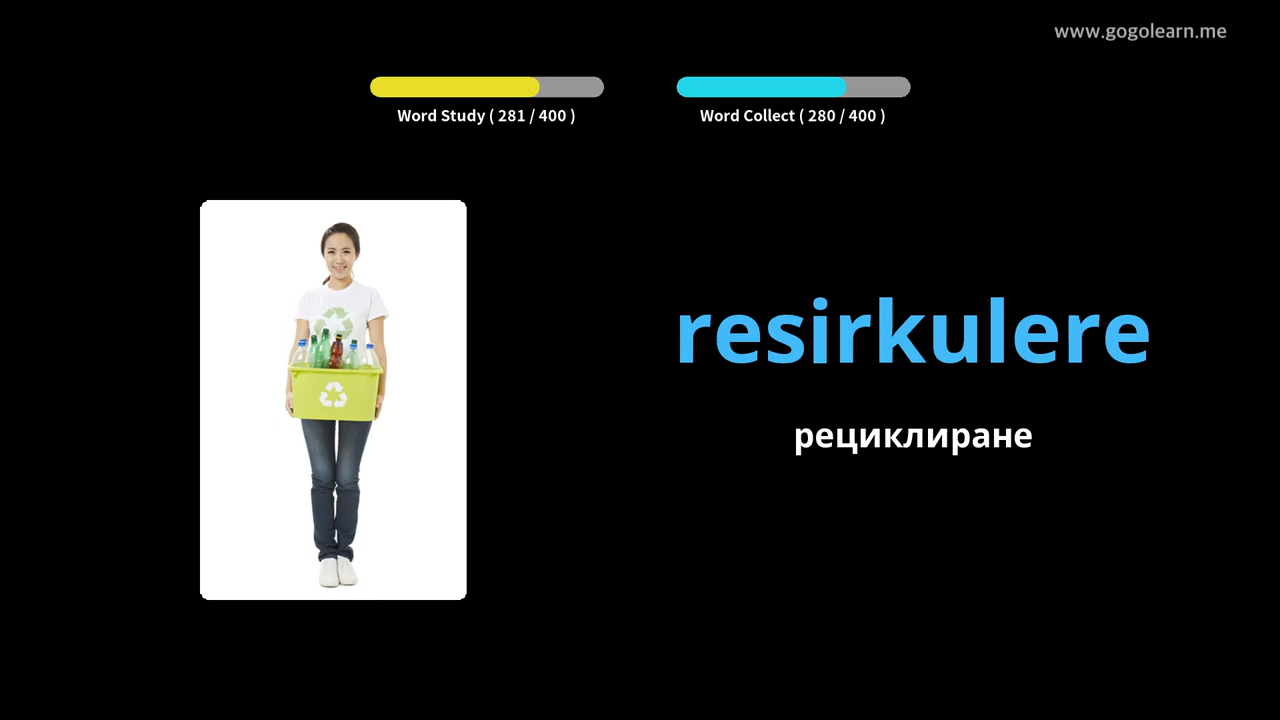 www.gogolearn.me
Word Study ( 281 / 400 )
Word Collect ( 280 / 400 )
resirkulere
рециклиране